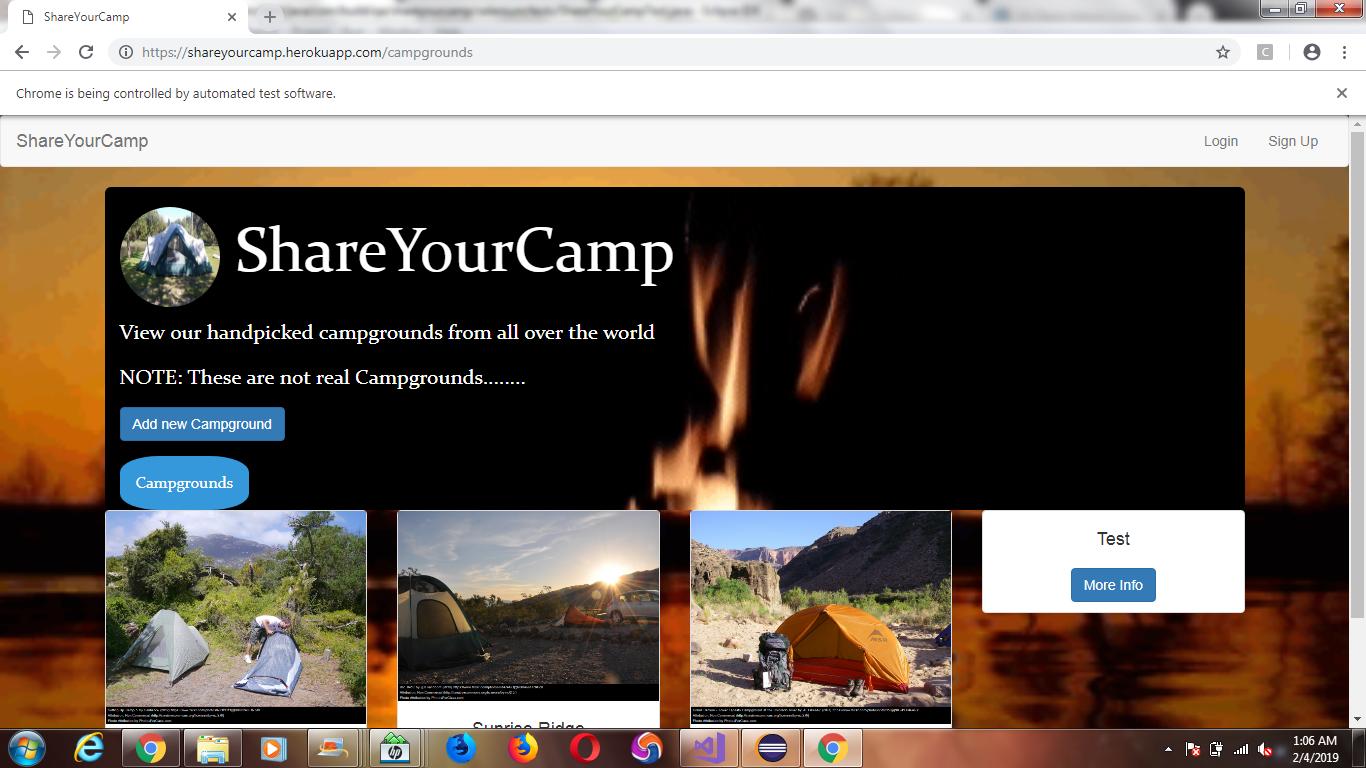 ShareYourCamp
https://shareyourcamp.herokuapp.com/campgrounds
C
Chrome is being controlled by automated test software.
ShareYourCamp
Login
Sign Up
ShareYourCamp
View our handpicked campgrounds from all over the world
NOTE: These are not real Campgrounds........
Add new Campground
Campgrounds
Test
More Info
Sunrise Ridge
1:06 AM
2/4/2019